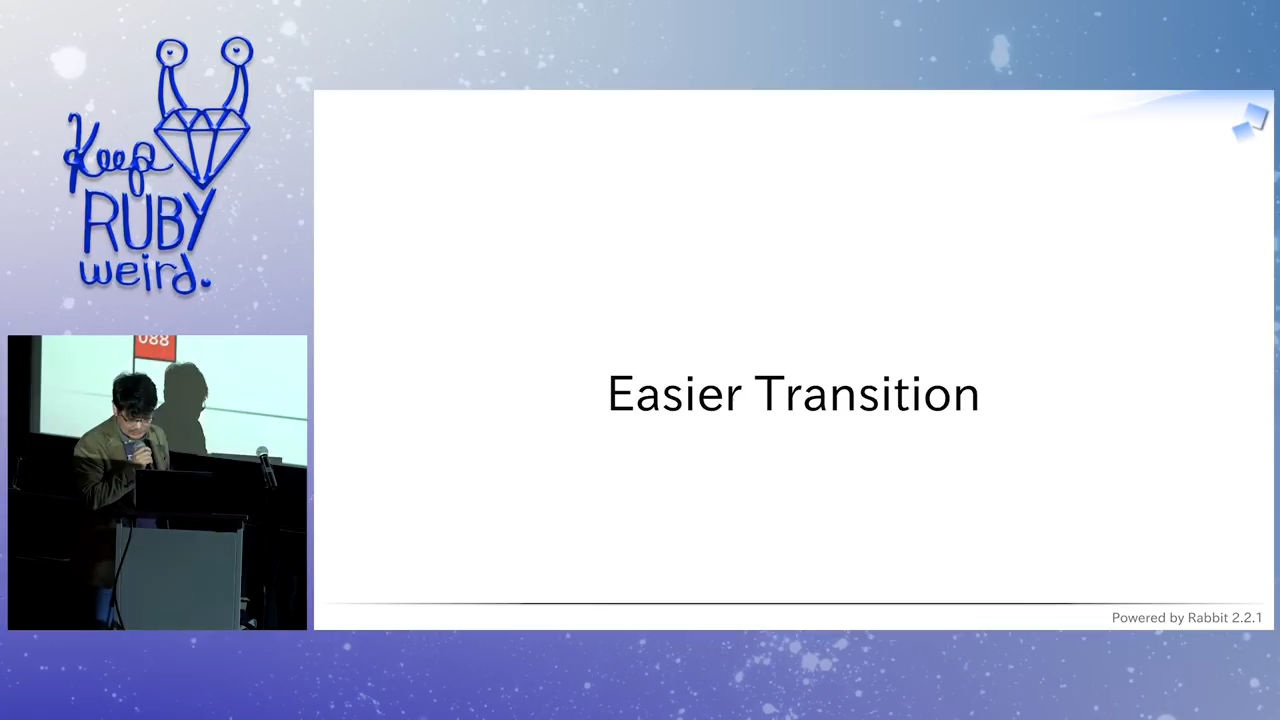 Keep
RUBY
weird.
088
Easier Transition
Powered by Rabbit 2.2.1